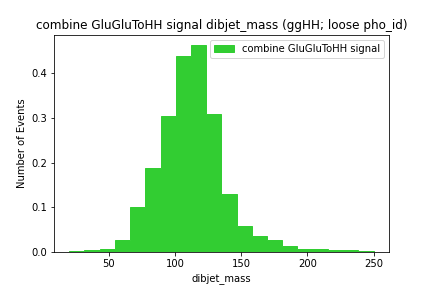 combine GluGluToHH signal dibjet_mass (ggHH; loose pho_id)
combine GluGluToHH signal
Number of Events
0.4
0.3
0.2
0.1
0.0
50
100
150
200
250
dibjet_mass